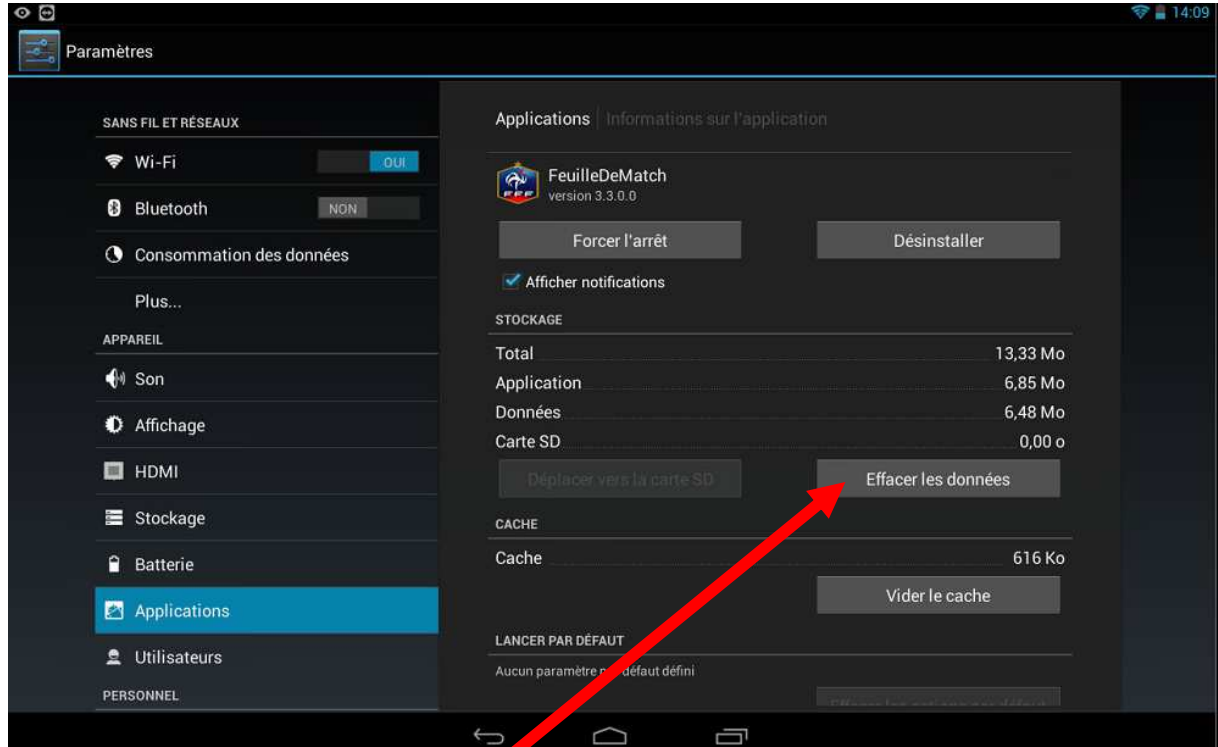 14:09
Paramètres
SANS FIL ET RÉSEAUX
Wi-Fi OUI
Bluetooth NON
Consommation des données
Plus...
APPAREIL
Son
Affichage
HDMI
Stockage
Batterie
Applications
Utilisateurs
PERSONNEL
Applications Informations sur l'application
FFF
FeuilleDeMatch
version 3.3.0.0
Forcer l'arrêt Désinstaller
Afficher notifications
STOCKAGE
Total 13,33 Mo
Application 6,85 Mo
Données 6,48 Mo
Carte SD 0,00 o
Déplacer vers la carte SD Effacer les données
CACHE
Cache 616 Ko
Vider le cache
LANCER PAR DÉFAUT
Aucun paramètre défaut défini